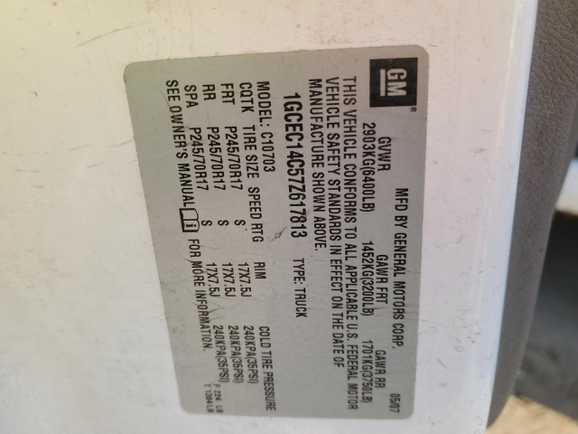 GM ®
MFD BY GENERAL MOTORS CORP. 05/07
GVWR GAWR FRT GAWR RR
2903KG(6400LB) 1452KG(3200LB) 1701KG(3750LB)
THIS VEHICLE CONFORMS TO ALL APPLICABLE U.S. FEDERAL MOTOR
VEHICLE SAFETY STANDARDS IN EFFECT ON THE DATE OF
MANUFACTURE SHOWN ABOVE.
1GCEC14C57Z617813 TYPE: TRUCK
MODEL: C10703
CQTK TIRE SIZE SPEED RTG RIM COLD TIRE PRESSURE
FRT P245/70R17 S 17X7.5J 240KPA(35PSI)
RR P245/70R17 S 17X7.5J 240KPA(35PSI)
SPA P245/70R17 S 17X7.5J 240KPA(35PSI)
SEE OWNER'S MANUAL i FOR MORE INFORMATION.